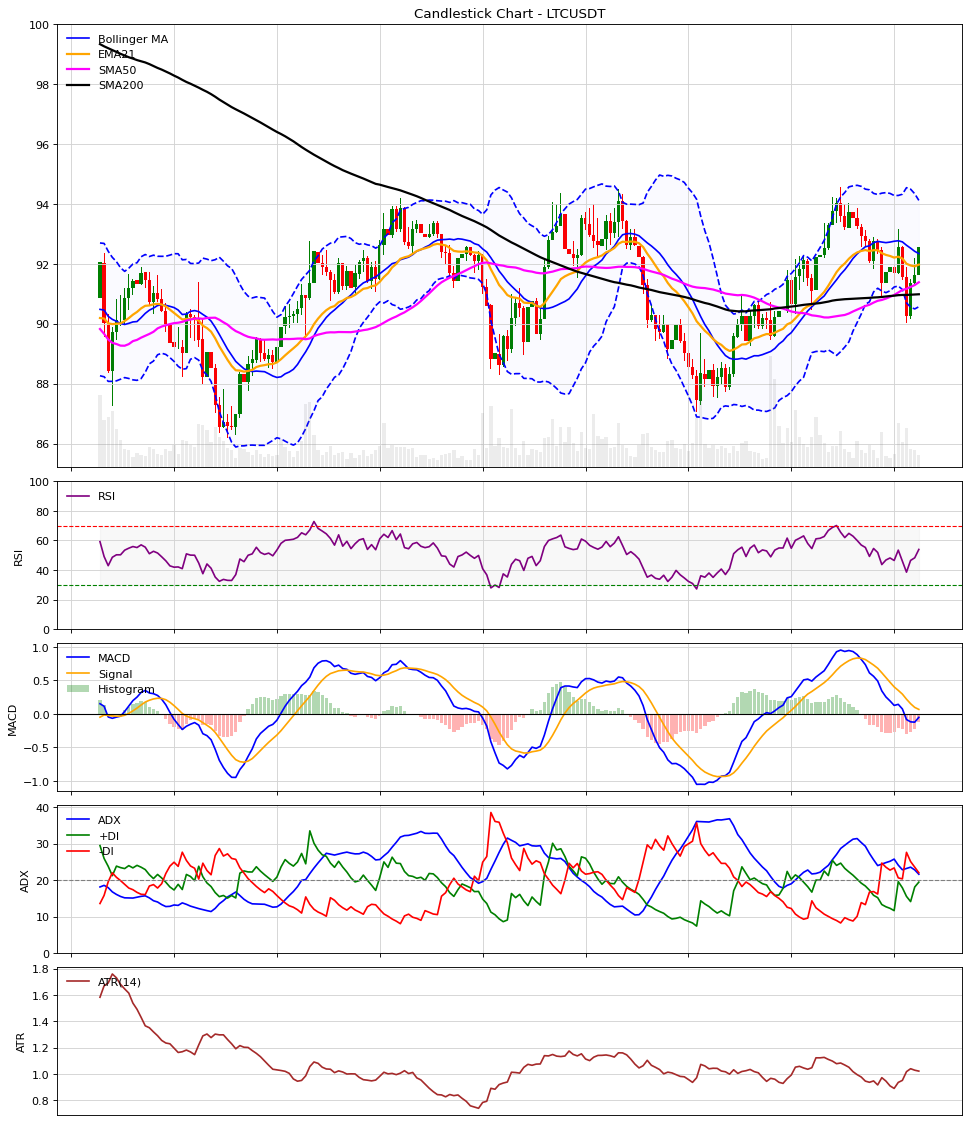 Candlestick Chart - LTCUSDT
100
98
96
94
92
90
88
86
Bollinger MA
EMA21
SMA50
SMA200
100
80
60
40
20
0
RSI
RSI
1.0
0.5
0.0
−0.5
−1.0
MACD
MACD
Signal
Histogram
40
30
20
10
0
ADX
ADX
+DI
-DI
1.8
1.6
1.4
1.2
1.0
0.8
ATR
ATR(14)